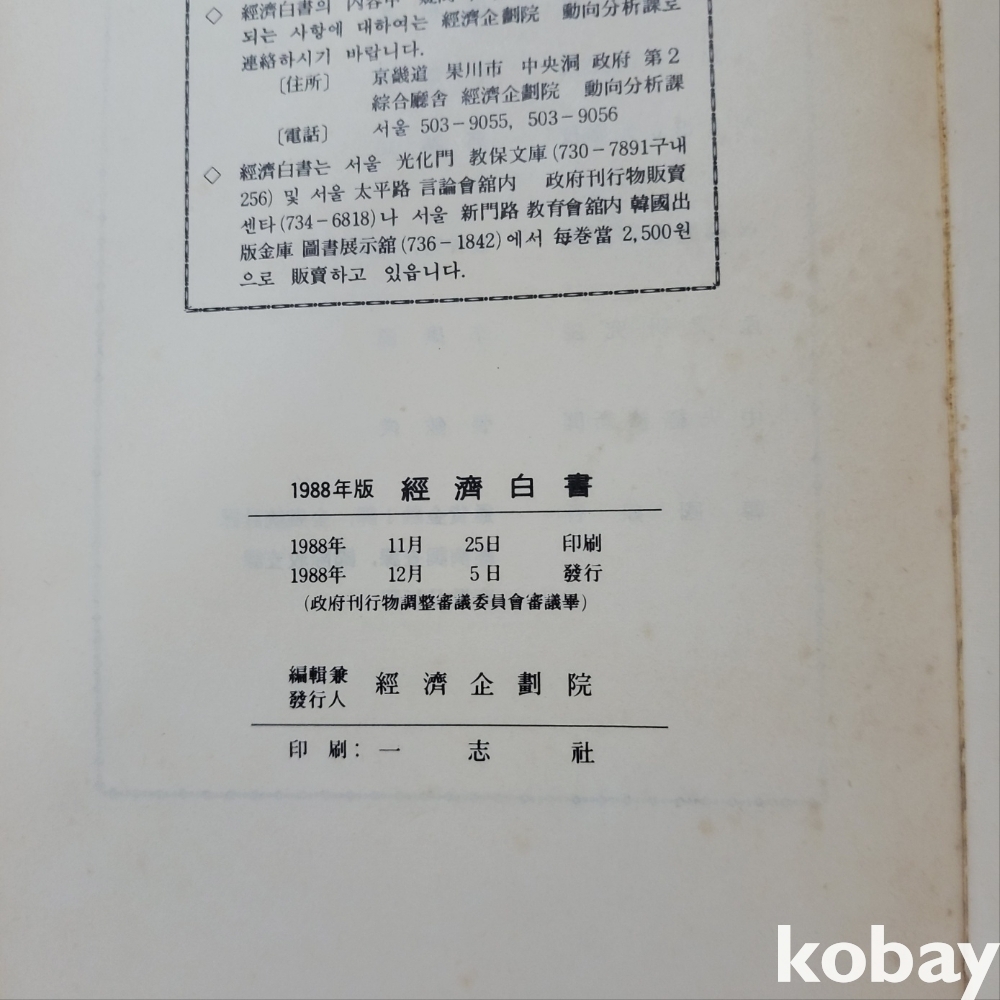 ◇ 經濟白書의 內容中
되는 사항에 대하여는 經濟企劃院 動向分析課로
連絡하시기 바랍니다.
〔住所〕 京畿道 果川市 中央洞 政府 第2
綜合廳舍 經濟企劃院 動向分析課
〔電話〕 서울 503-9055, 503-9056
◇ 經濟白書는 서울 光化門 敎保文庫(730-7891구내
256) 및 서울 太平路 言論會舘內 政府刊行物販賣
센타(734-6818)나 서울 新門路 敎育會舘內 韓國出
版金庫 圖書展示舘(736-1842)에서 每卷當 2,500원
으로 販賣하고 있읍니다.
1988年版 經濟白書
1988年 11月 25日 印刷
1988年 12月 5日 發行
(政府刊行物調整審議委員會審議畢)
編輯兼
發行人 經濟企劃院
印刷: 一志社
kobay